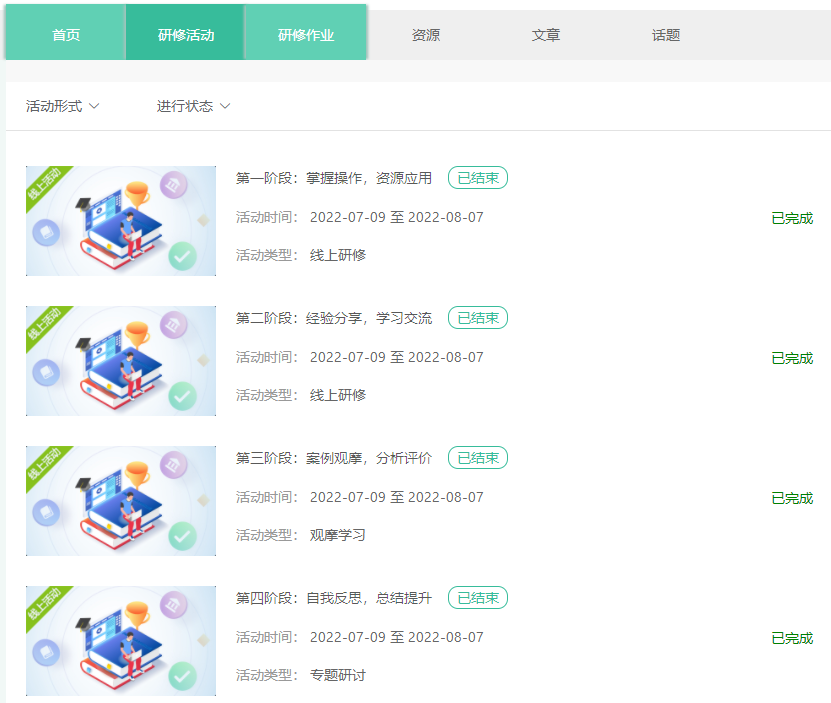 首页 研修活动 研修作业 资源 文章 话题
活动形式 进行状态
线上活动
第一阶段：掌握操作，资源应用 已结束
活动时间： 2022-07-09 至 2022-08-07 已完成
活动类型： 线上研修
线上活动
第二阶段：经验分享，学习交流 已结束
活动时间： 2022-07-09 至 2022-08-07 已完成
活动类型： 线上研修
线上活动
第三阶段：案例观摩，分析评价 已结束
活动时间： 2022-07-09 至 2022-08-07 已完成
活动类型： 观摩学习
线上活动
第四阶段：自我反思，总结提升 已结束
活动时间： 2022-07-09 至 2022-08-07 已完成
活动类型： 专题研讨